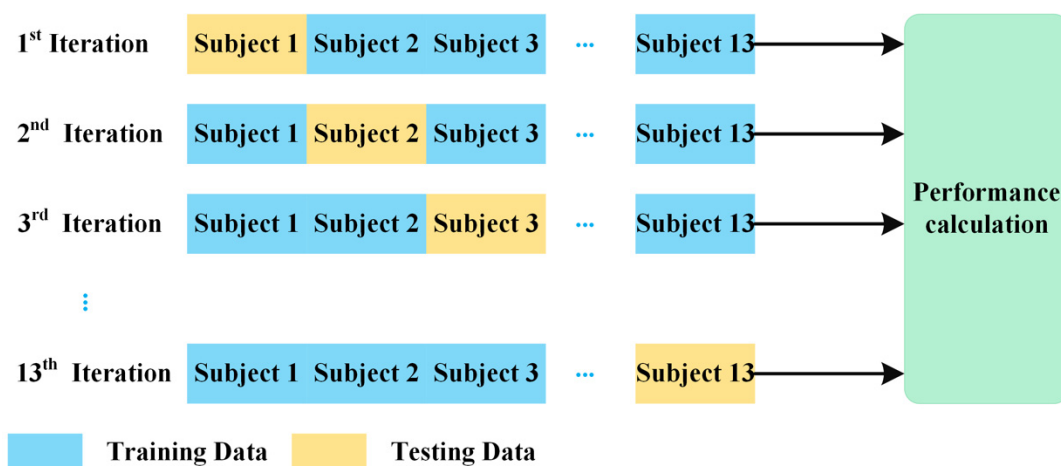 1st Iteration Subject 1 Subject 2 Subject 3 ... Subject 13
2nd Iteration Subject 1 Subject 2 Subject 3 ... Subject 13
3rd Iteration Subject 1 Subject 2 Subject 3 ... Subject 13
Performance
calculation
...
13th Iteration Subject 1 Subject 2 Subject 3 ... Subject 13
Training Data Testing Data